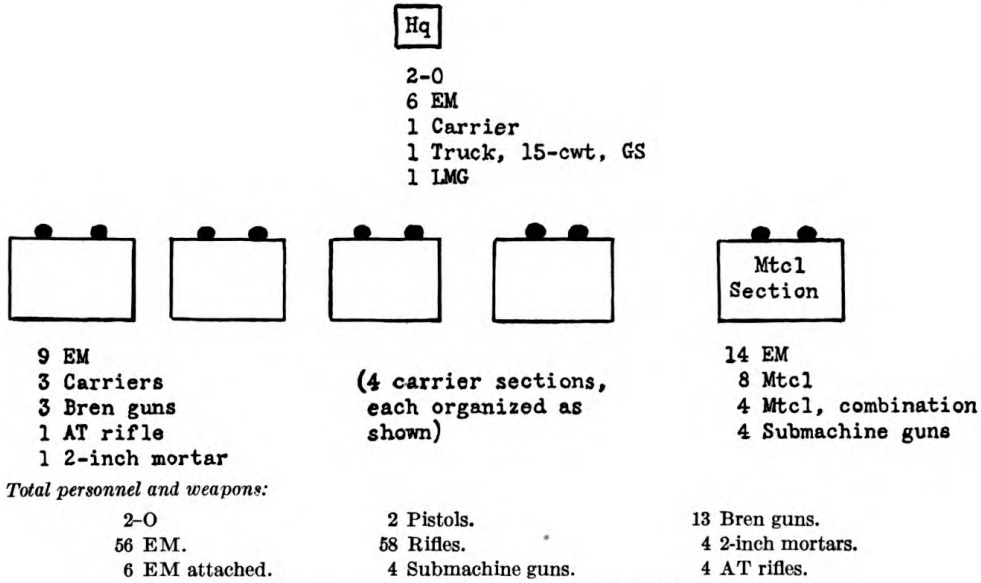 Hq
2-O
6 EM
1 Carrier
1 Truck, 15-cwt, GS
1 LMG
Mtcl
Section
9 EM
3 Carriers
3 Bren guns
1 AT rifle
1 2-inch mortar
(4 carrier sections,
each organized as
shown)
14 EM
8 Mtcl
4 Mtcl, combination
4 Submachine guns
Total personnel and weapons:
2–O
56 EM.
6 EM attached.
2 Pistols.
58 Rifles.
4 Submachine guns.
13 Bren guns.
4 2-inch mortars.
4 AT rifles.